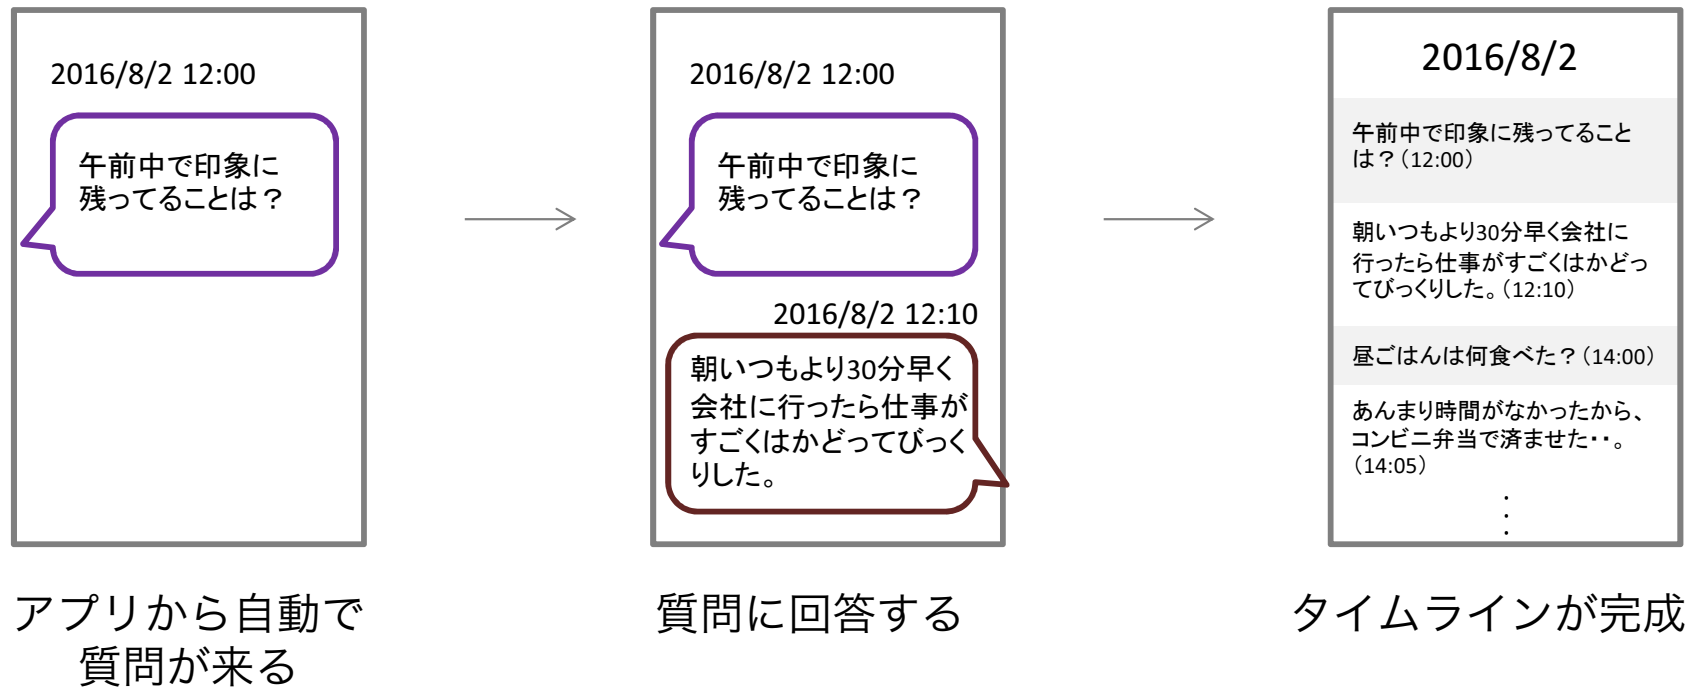 2016/8/2 12:00
午前中で印象に
残ってることは？
アプリから自動で
質問が来る
2016/8/2 12:00
午前中で印象に
残ってることは？
2016/8/2 12:10
朝いつもより30分早く
会社に行ったら仕事が
すごくはかどってびっく
りした。
質問に回答する
2016/8/2
午前中で印象に残ってること
は？（12:00）
朝いつもより30分早く会社に
行ったら仕事がすごくはかどっ
てびっくりした。（12:10）
昼ごはんは何食べた？（14:00）
あんまり時間がなかったから、
コンビニ弁当で済ませた・・。
（14:05）
タイムラインが完成